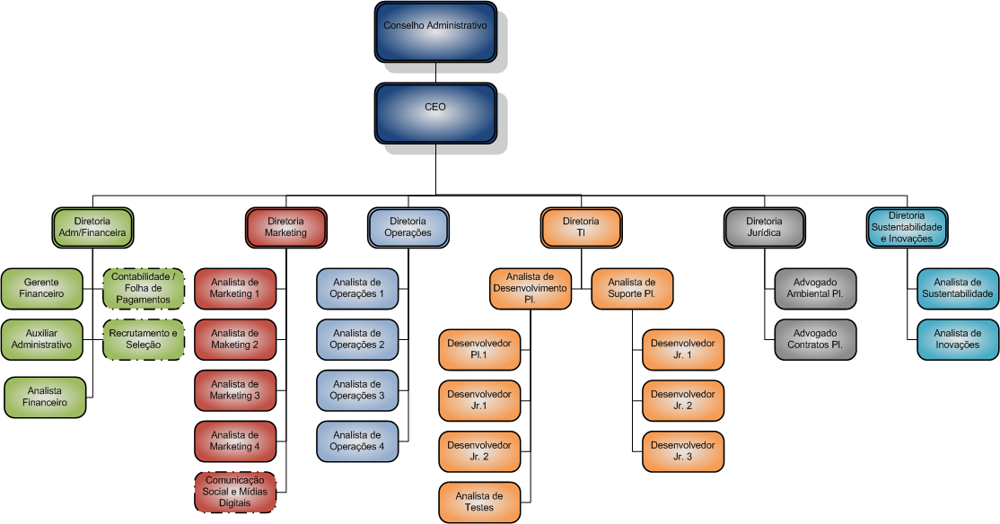 Conselho Administrativo
CEO
Diretoria
Adm/Financeira
Diretoria
Marketing
Diretoria
Operações
Diretoria
TI
Diretoria
Jurídica
Diretoria
Sustentabilidade
e Inovações
Gerente
Financeiro
Contabilidade /
Folha de
Pagamentos
Auxiliar
Administrativo
Recrutamento e
Seleção
Analista
Financeiro
Analista de
Marketing 1
Analista de
Maketing 2
Analista de
Marketing 3
Analista de
Marketing 4
Comunicação
Social e Mídias
Digitais
Analista de
Operações 1
Analista de
Operações 2
Analista de
Operações 3
Analista de
Operações 4
Analista de
Desenvolvimento
Pl.
Analista de
Suporte Pl.
Desenvolvedor
Pl.1
Desenvolvedor
Jr.1
Desenvolvedor
Jr. 2
Analista de
Testes
Desenvolvedor
Jr. 1
Desenvolvedor
Jr. 2
Desenvolvedor
Jr. 3
Advogado
Ambiental Pl.
Advogado
Contratos Pl.
Analista de
Sustentabilidade
Analista de
Inovações